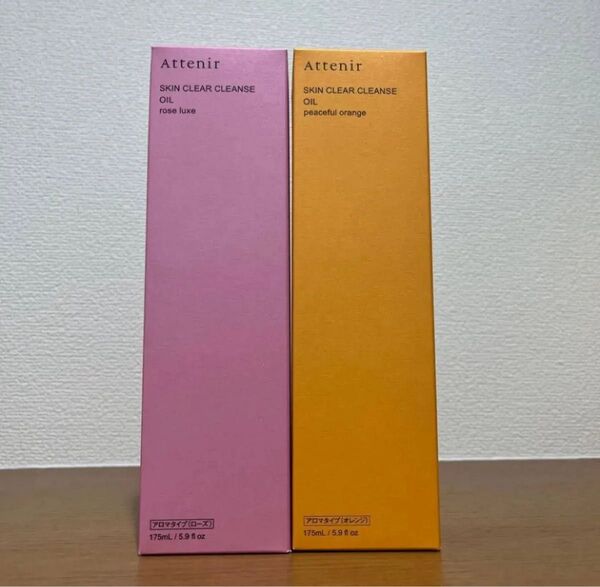 Attenir
SKIN CLEAR CLEANSE
OIL
rose luxe
アロマタイプ(ローズ)
175mL / 5.9 fl oz
Attenir
SKIN CLEAR CLEANSE
OIL
peaceful orange
アロマタイプ(オレンジ)
175mL / 5.9 fl oz